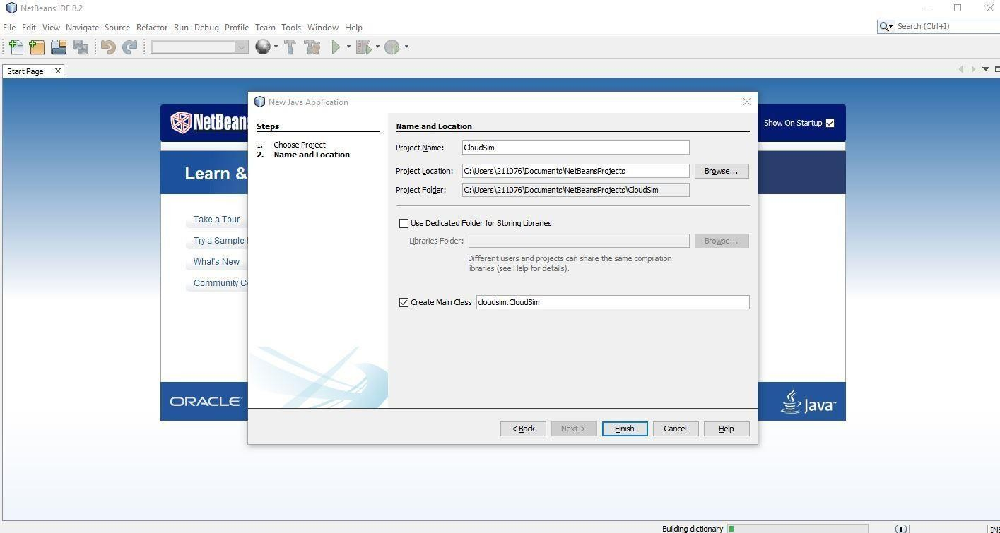 NetBeans IDE 8.2
File Edit View Navigate Source Refactor Run Debug Profile Team Tools Window Help
Search (Ctrl+I)
Start Page
New Java Application
NetBeans
Show On Startup
Learn &
Take a Tour
Try a Sample
What's New
Community
Steps
1. Choose Project
2. Name and Location
Name and Location
Project Name: CloudSim
Project Location: C:\Users\211076\Documents\NetBeansProjects Browse...
Project Folder: C:\Users\211076\Documents\NetBeansProjects\CloudSim
Use Dedicated Folder for Storing Libraries
Libraries Folder: Browse...
Different users and projects can share the same compilation
libraries (see Help for details).
Create Main Class cloudsim.CloudSim
ORACLE
Java
< Back Next > Finish Cancel Help
Building dictionary 1 INS